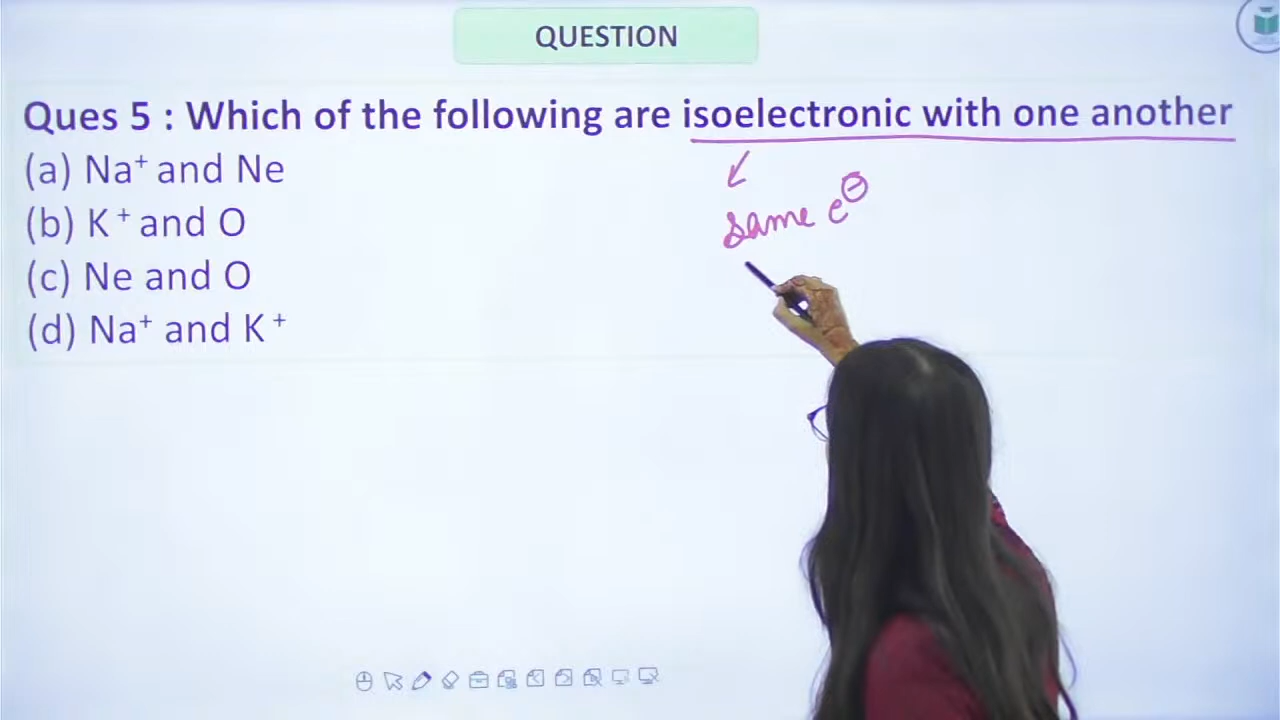 QUESTION
Ques 5 : Which of the following are isoelectronic with one another
(a) Na⁺ and Ne
(b) K⁺ and O
(c) Ne and O
(d) Na⁺ and K⁺
same e⊖